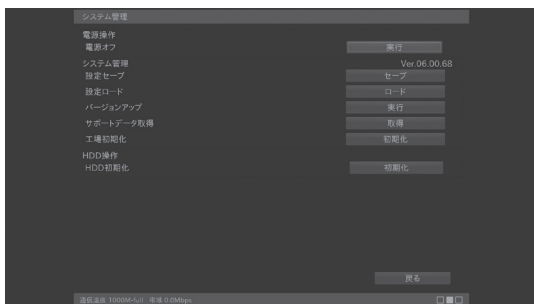 システム管理
電源操作
電源オフ 実行
システム管理 Ver.06.00.68
設定セーブ セーブ
設定ロード ロード
バージョンアップ 実行
サポートデータ取得 取得
工場初期化 初期化
HDD操作
HDD初期化 初期化
戻る
通信速度 1000M-full 帯域 0.0Mbps